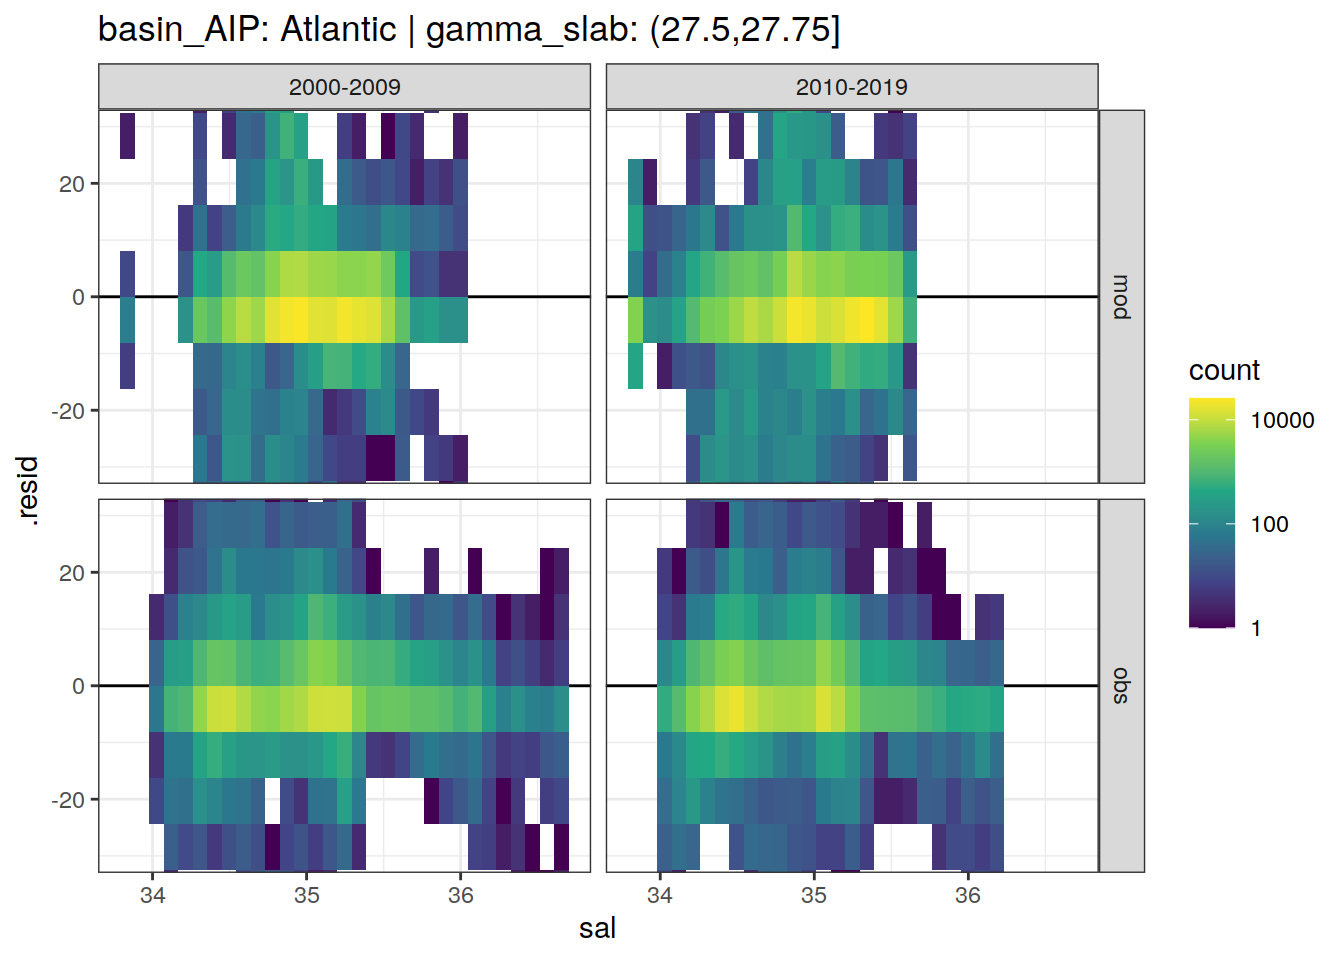 basin_AIP: Atlantic | gamma_slab: (27.5,27.75]
2000-2009
2010-2019
20
0
-20
mod
20
0
-20
obs
.resid
34
35
36
34
35
36
sal
count
10000
100
1